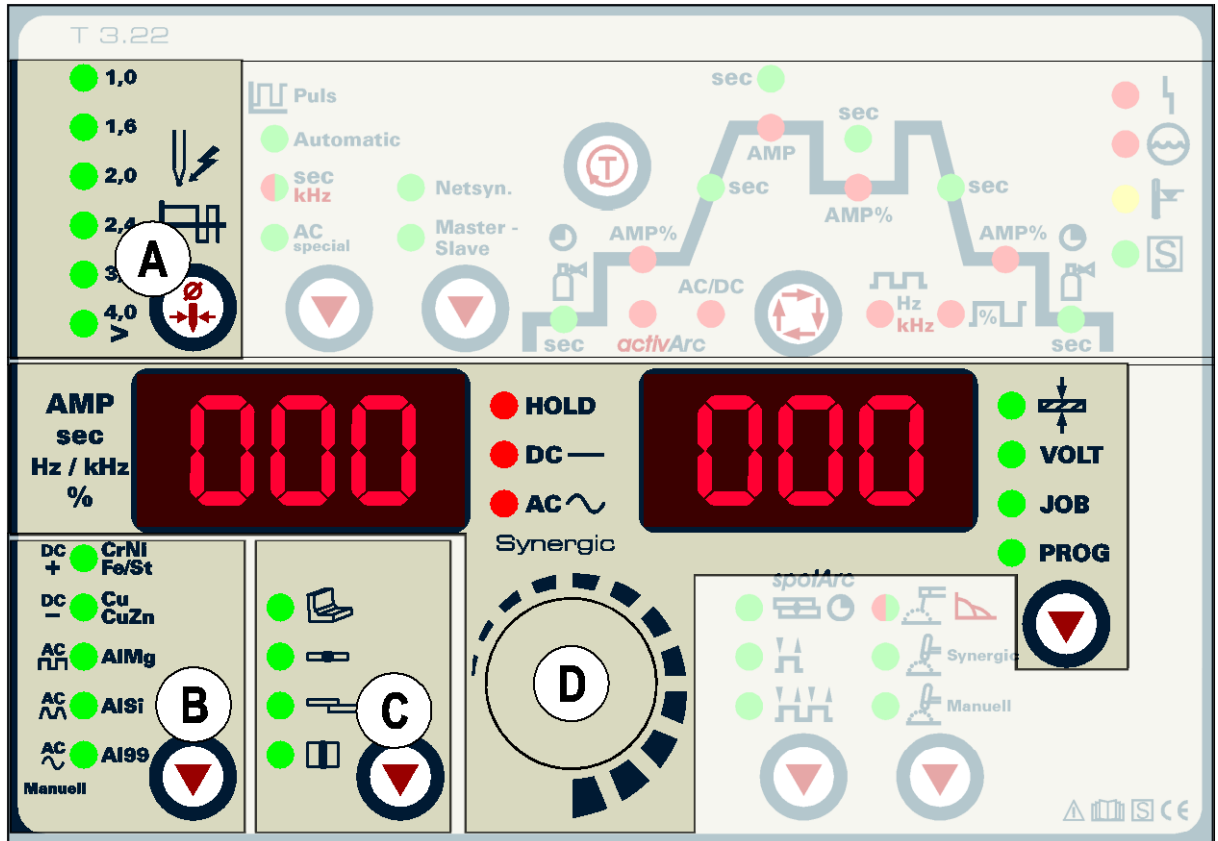 T 3.22
1,0
1,6
2,0
2,4
3,
4,0
>
A
Ø
Puls
Automatic
sec
kHz
AC
special
Netsyn.
Master -
Slave
T
sec
AMP
sec
AMP%
sec
AMP%
sec
AMP%
AC/DC
Hz
kHz
%
sec
activArc
sec
S
AMP
sec
Hz / kHz
%
000
HOLD
DC
AC
Synergic
000
VOLT
JOB
PROG
DC
+
CrNi
Fe/St
DC
–
Cu
CuZn
AC
AlMg
AC
AlSi
AC
Al99
Manuell
B
C
D
spotArc
Synergic
Manuell
S CE